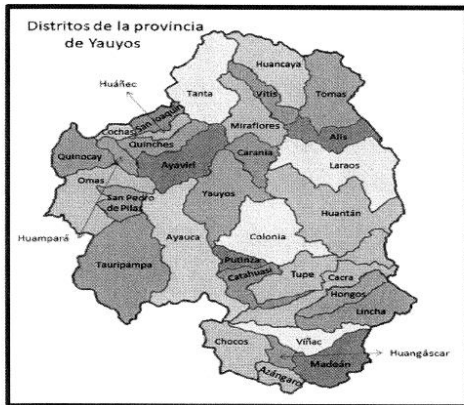 Distritos de la província
de Yauyos
Huancaya
Tanta
Vitis
Tomas
Huáñec
San Joaquín
Cochas
Quinches
Miraflores
Alis
Quinocay
Ayaviel
Carania
Laraos
Omas
Yauyos
San Pedro
de Pilas
Huantán
Huampará
Ayauca
Colonia
Putinza
Catahuasi
Tupe
Cacra
Tauripampa
Hongos
Lincha
Chocos
Viñac
Huangáscar
Madeán
Azángaro